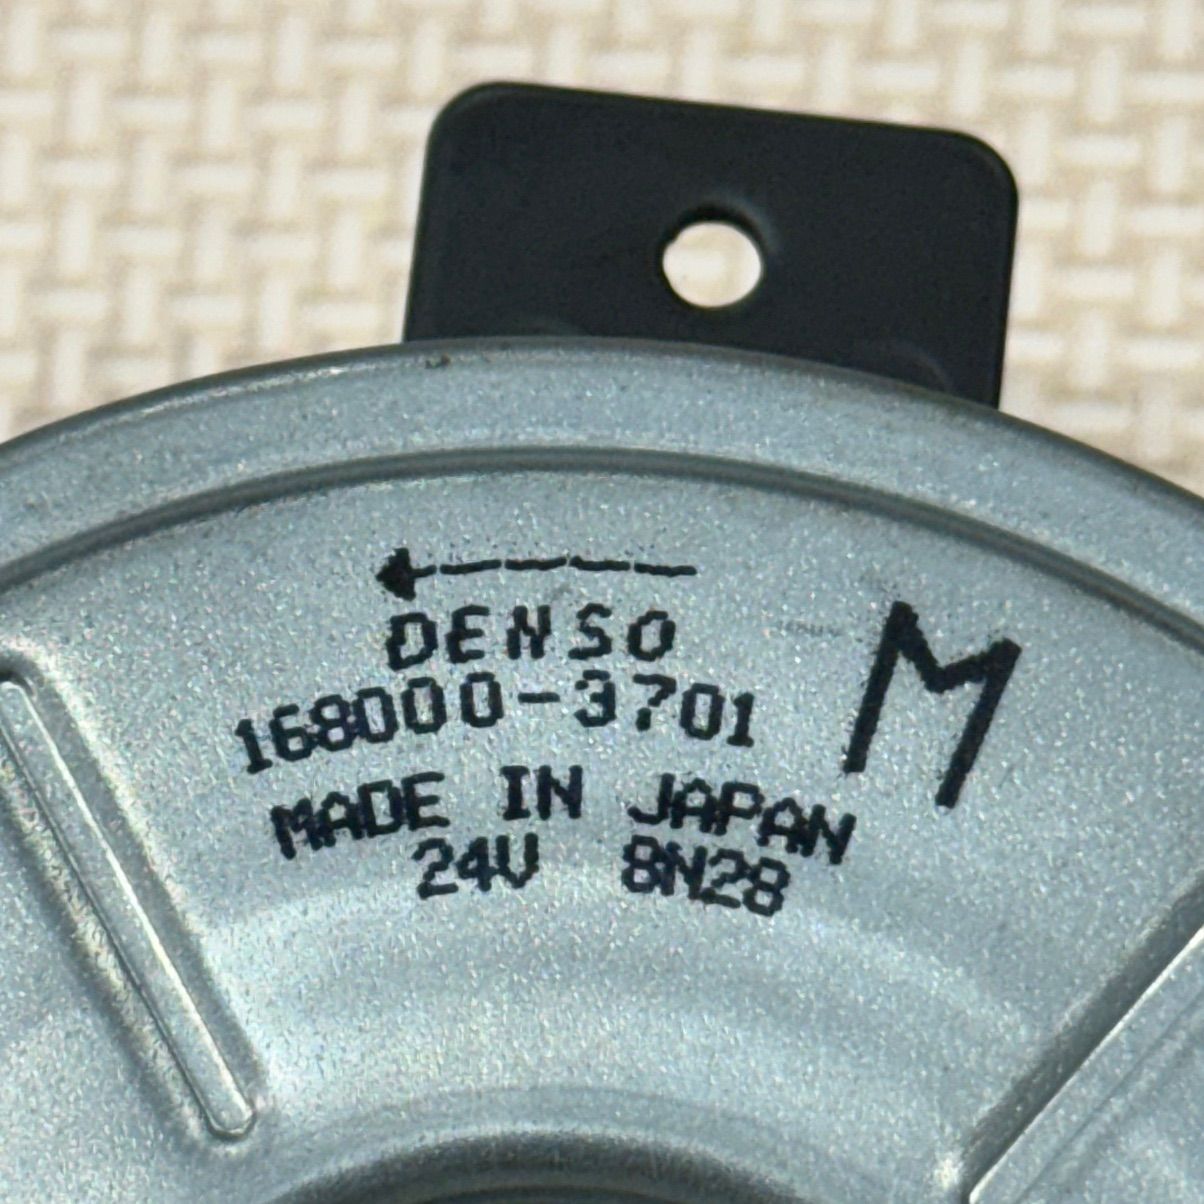 DENSO
168000-3701
M
MADE IN JAPAN
24V 8N28